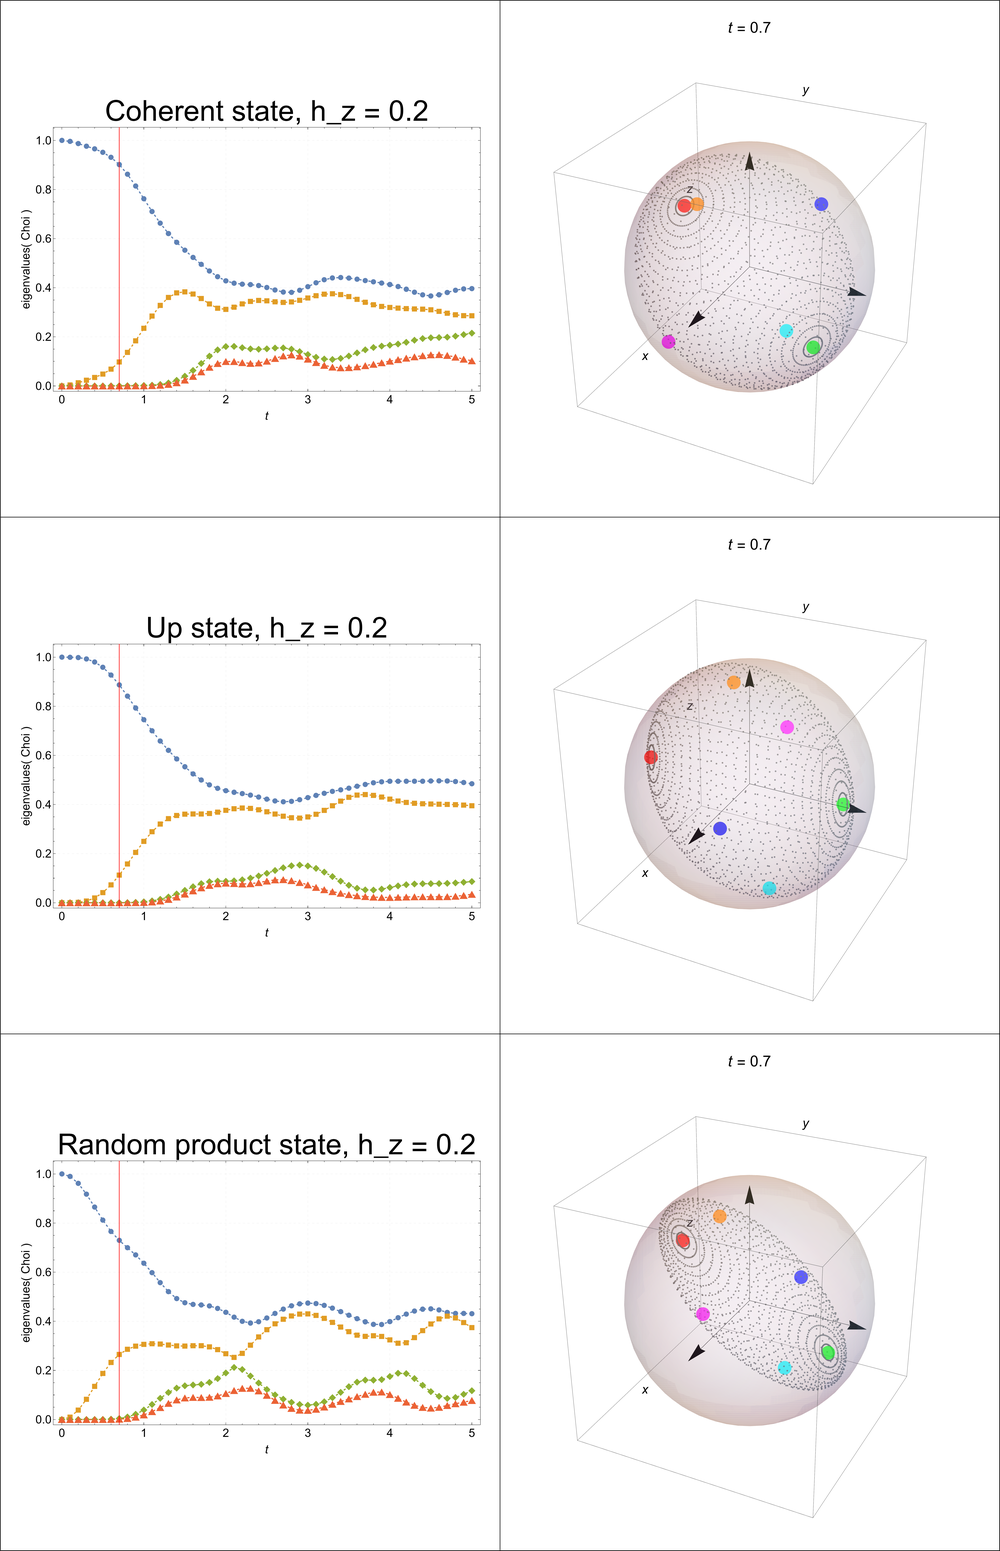 Coherent state, h_z = 0.2
eigenvalues( Choi )
1.0
0.8
0.6
0.4
0.2
0.0
0 1 2 3 4 5
t
t = 0.7
y
z
x
Up state, h_z = 0.2
eigenvalues( Choi )
1.0
0.8
0.6
0.4
0.2
0.0
0 1 2 3 4 5
t
t = 0.7
y
z
x
Random product state, h_z = 0.2
eigenvalues( Choi )
1.0
0.8
0.6
0.4
0.2
0.0
0 1 2 3 4 5
t
t = 0.7
y
z
x